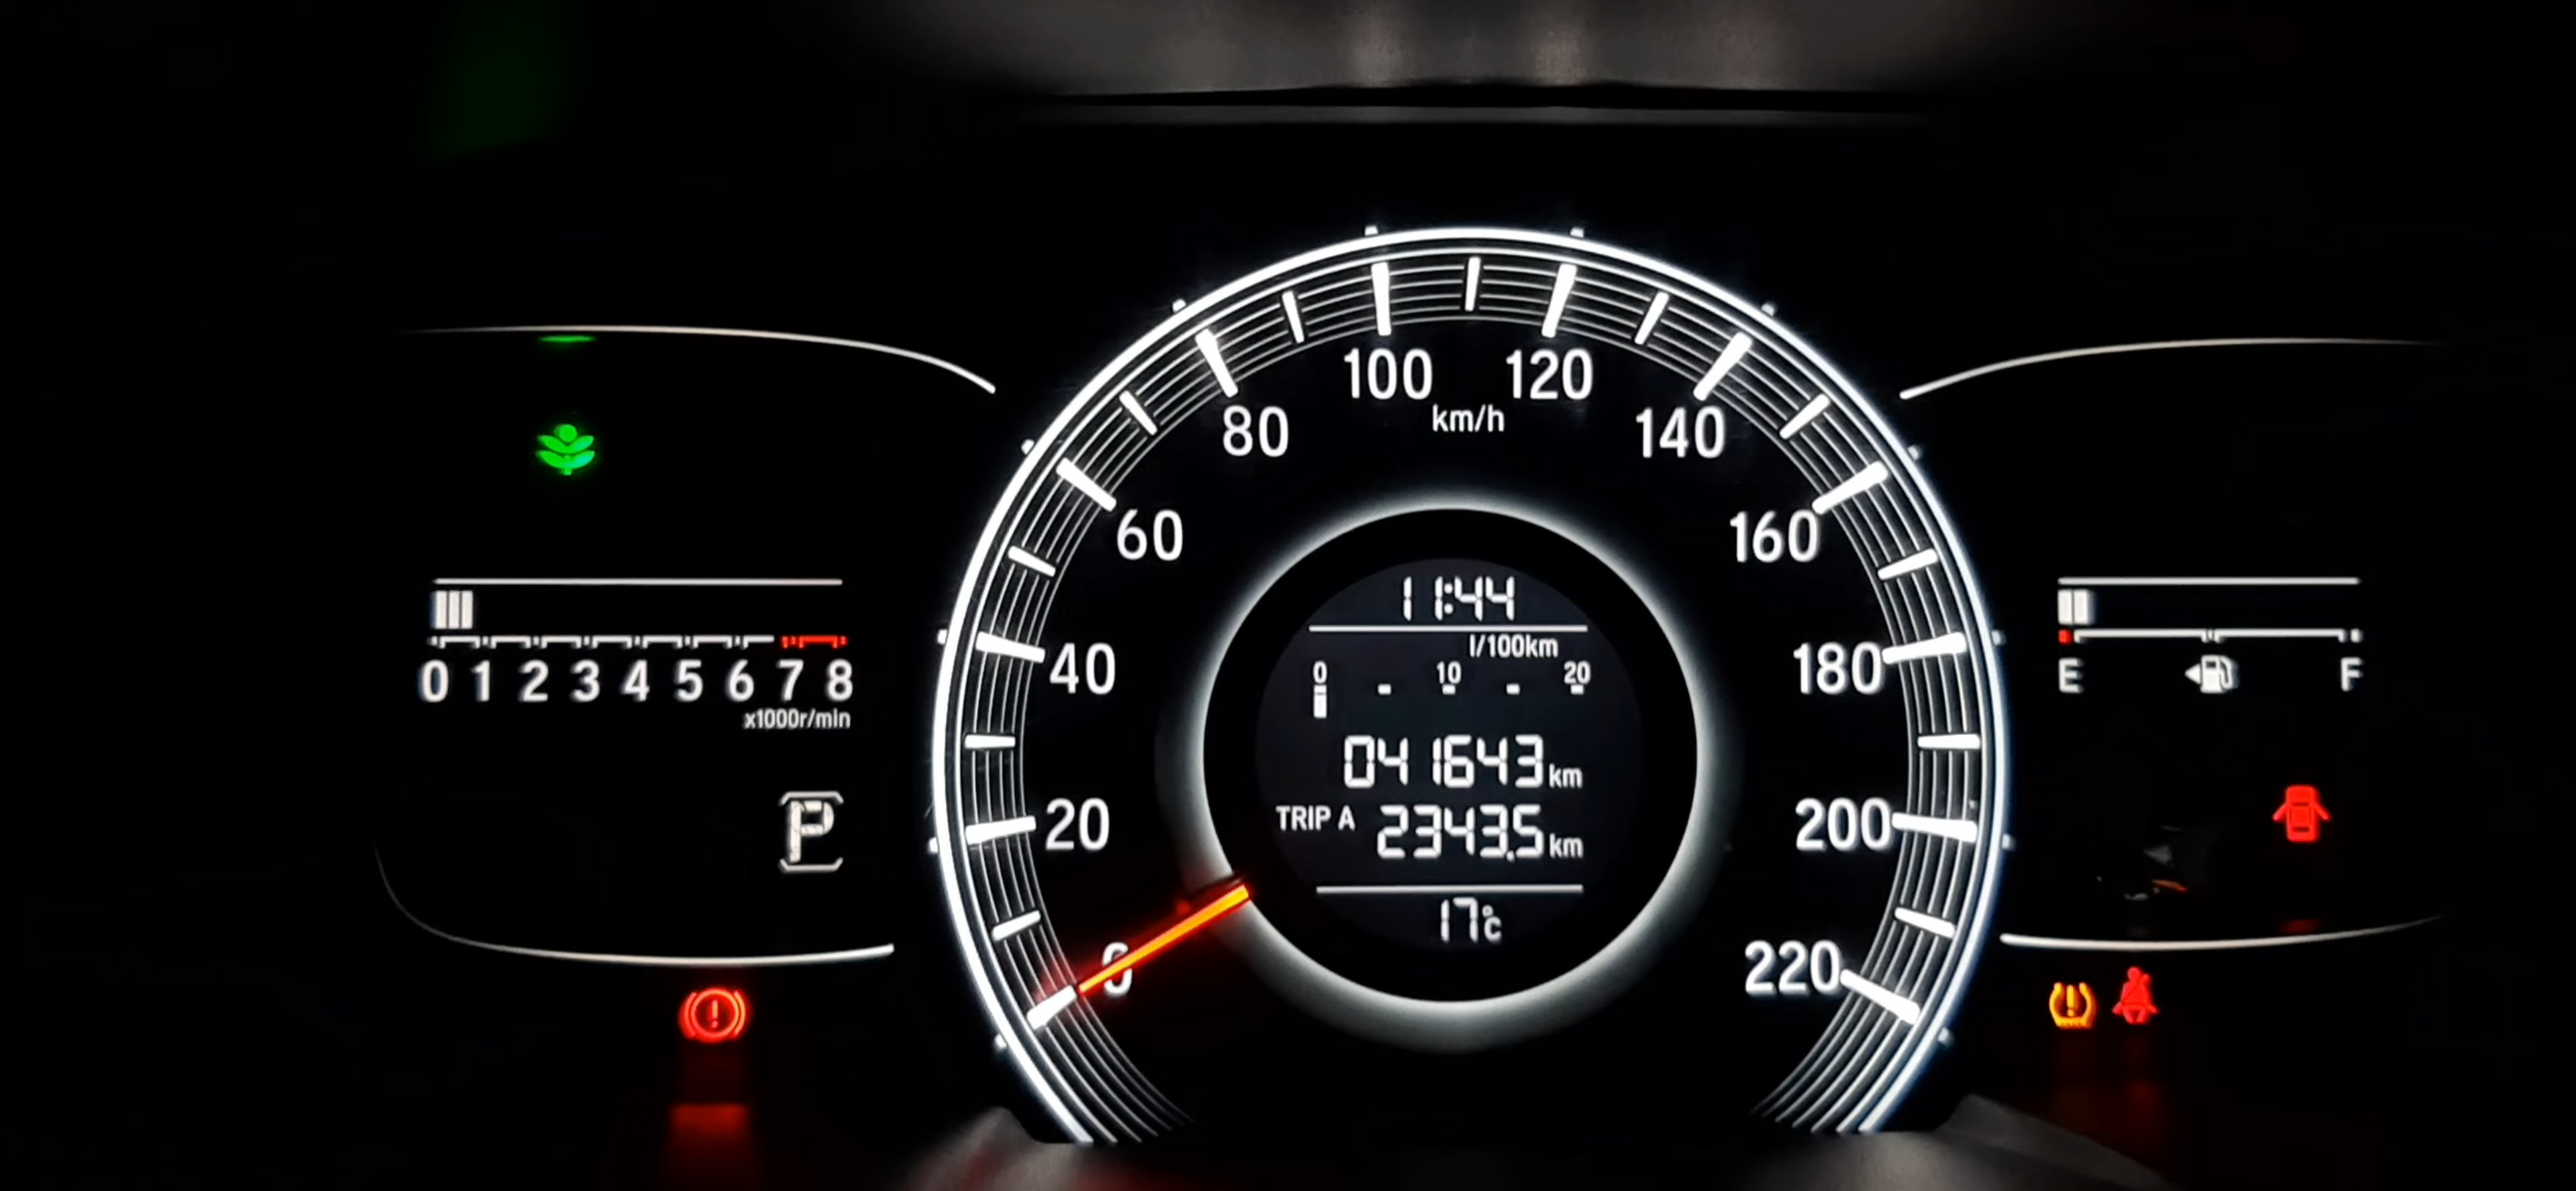 100 120
km/h
80 140
60 160
40 180
20 200
0 220
0 1 2 3 4 5 6 7 8
x1000r/min
P
11:44
l/100km
0 10 20
041643 km
TRIP A 2343.5 km
17°c
E F